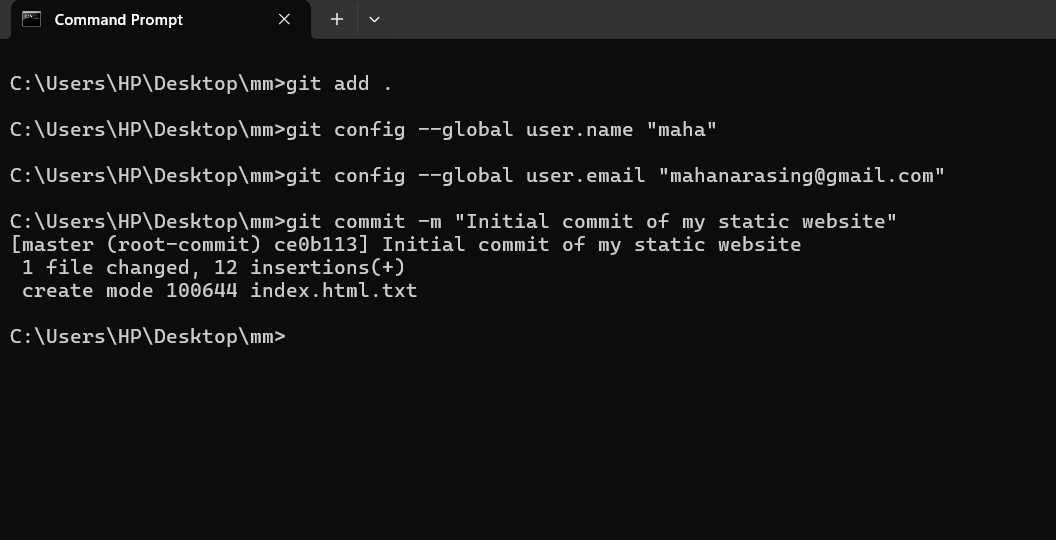 Command Prompt
C:\Users\HP\Desktop\mm>git add .
C:\Users\HP\Desktop\mm>git config --global user.name "maha"
C:\Users\HP\Desktop\mm>git config --global user.email "mahanarasing@gmail.com"
C:\Users\HP\Desktop\mm>git commit -m "Initial commit of my static website"
[master (root-commit) ce0b113] Initial commit of my static website
 1 file changed, 12 insertions(+)
 create mode 100644 index.html.txt
C:\Users\HP\Desktop\mm>